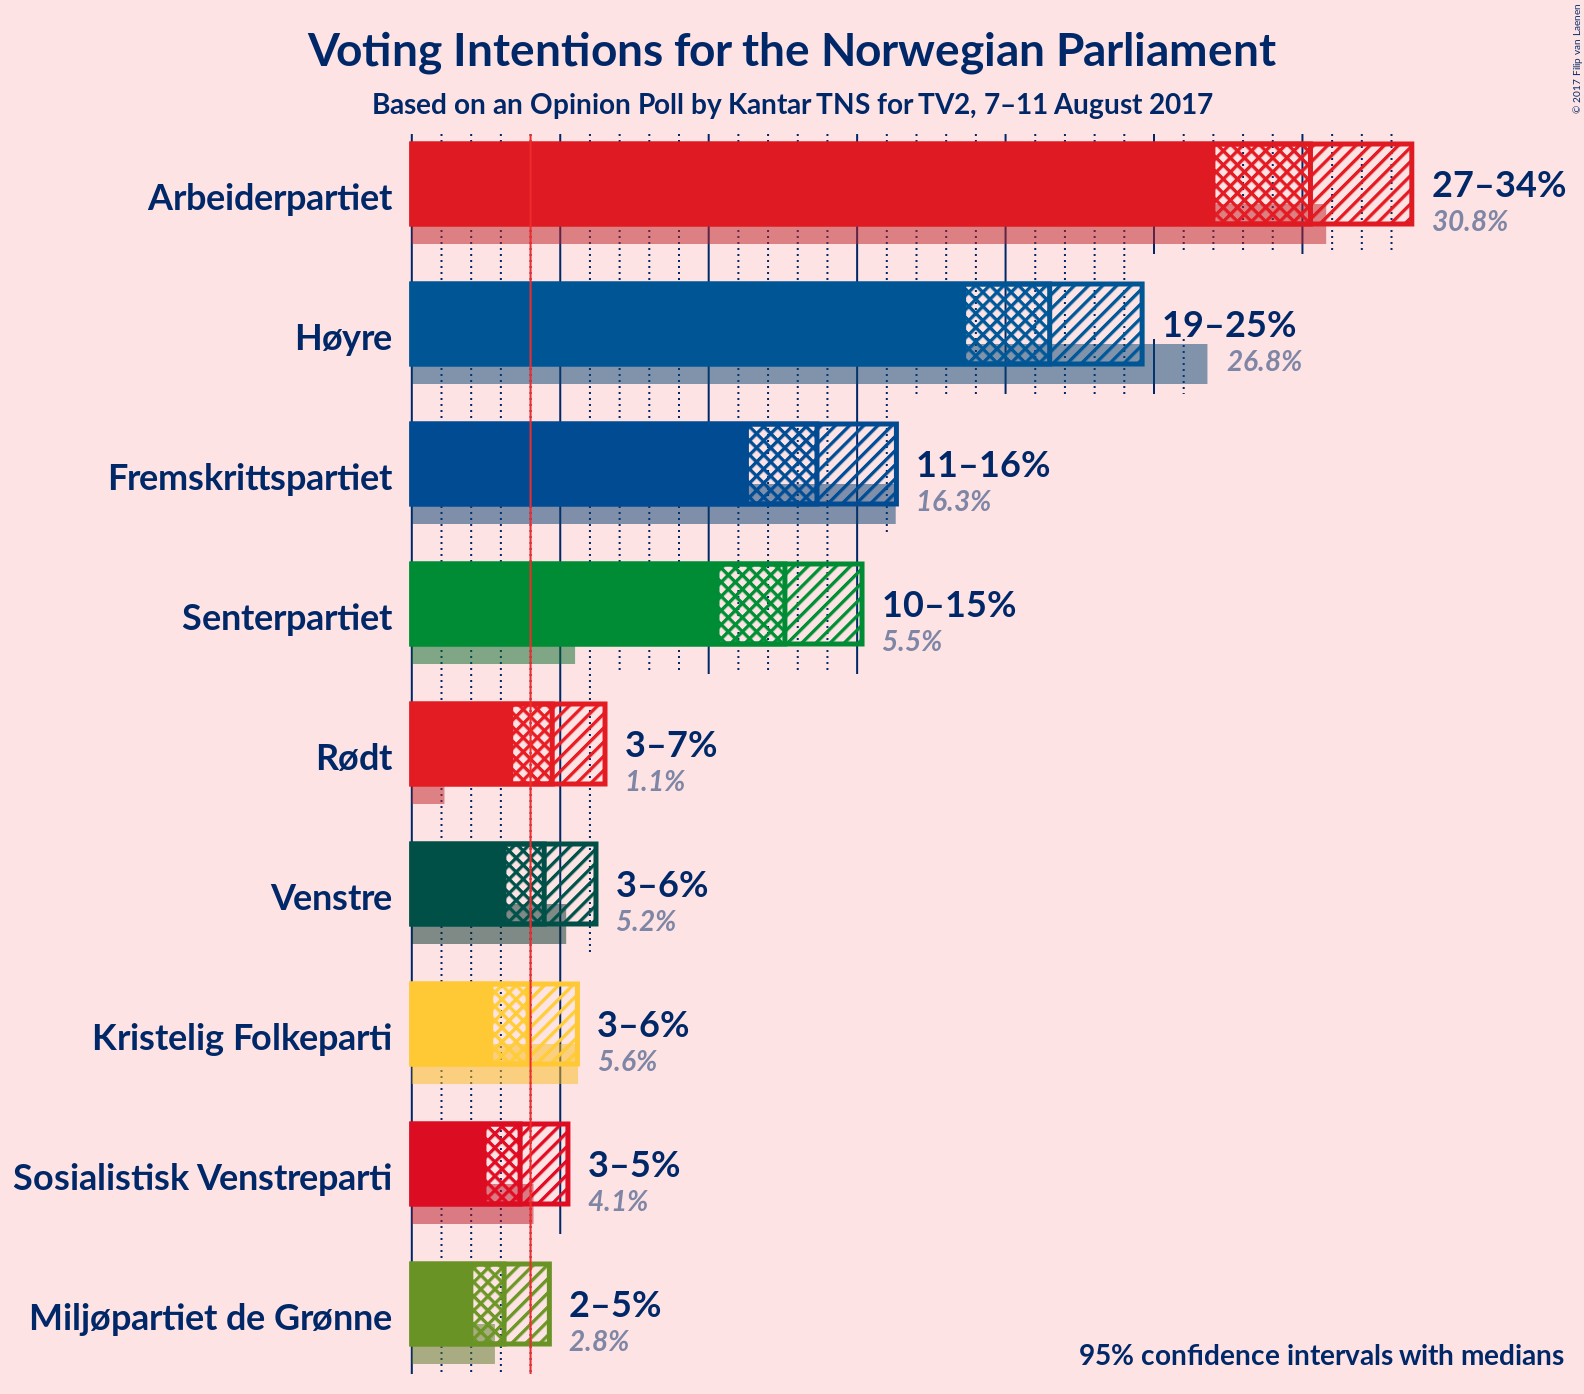 Voting Intentions for the Norwegian Parliament
Based on an Opinion Poll by Kantar TNS for TV2, 7–11 August 2017
© 2017 Filip van Laenen
Arbeiderpartiet
27–34%
30.8%
Høyre
19–25%
26.8%
Fremskrittspartiet
11–16%
16.3%
Senterpartiet
10–15%
5.5%
Rødt
3–7%
1.1%
Venstre
3–6%
5.2%
Kristelig Folkeparti
3–6%
5.6%
Sosialistisk Venstreparti
3–5%
4.1%
Miljøpartiet de Grønne
2–5%
2.8%
95% confidence intervals with medians